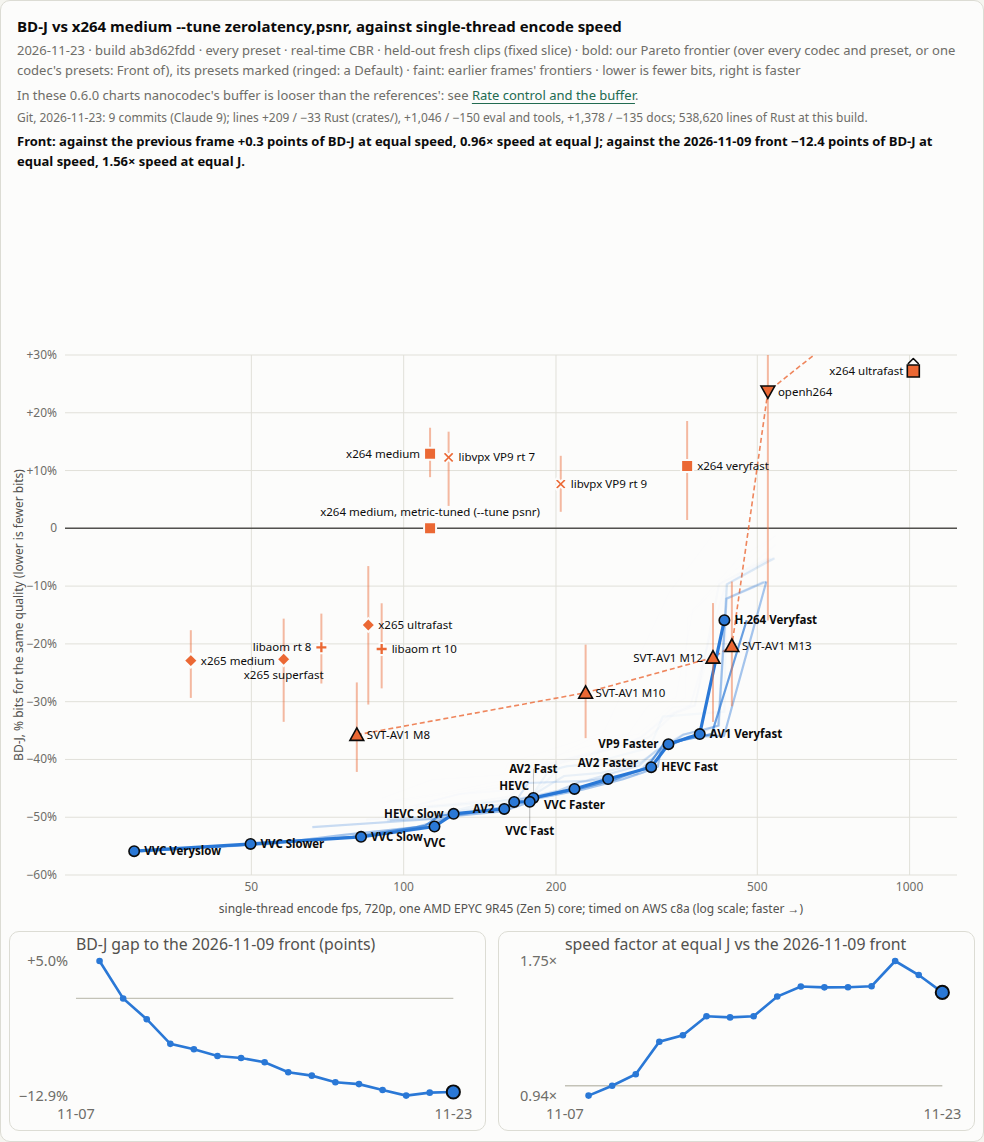 BD-J vs x264 medium --tune zerolatency,psnr, against single-thread encode speed
2026-11-23 · build ab3d62fdd · every preset · real-time CBR · held-out fresh clips (fixed slice) · bold: our Pareto frontier (over every codec and preset, or one
codec's presets: Front of), its presets marked (ringed: a Default) · faint: earlier frames' frontiers · lower is fewer bits, right is faster
In these 0.6.0 charts nanocodec's buffer is looser than the references': see Rate control and the buffer.
Git, 2026-11-23: 9 commits (Claude 9); lines +209 / −33 Rust (crates/), +1,046 / −150 eval and tools, +1,378 / −135 docs; 538,620 lines of Rust at this build.
Front: against the previous frame +0.3 points of BD-J at equal speed, 0.96× speed at equal J; against the 2026-11-09 front −12.4 points of BD-J at
equal speed, 1.56× speed at equal J.
+30%
x264 ultrafast
openh264
+20%
x264 medium
libvpx VP9 rt 7
+10%
x264 veryfast
libvpx VP9 rt 9
x264 medium, metric-tuned (--tune psnr)
0
BD-J, % bits for the same quality (lower is fewer bits)
−10%
x265 ultrafast
H.264 Veryfast
−20%
libaom rt 8
libaom rt 10
SVT-AV1 M13
x265 medium
SVT-AV1 M12
x265 superfast
SVT-AV1 M10
−30%
SVT-AV1 M8
AV1 Veryfast
VP9 Faster
−40%
AV2 Fast
AV2 Faster
HEVC Fast
HEVC
VVC Faster
HEVC Slow
AV2
−50%
VVC Fast
VVC Slow
VVC
VVC Slower
VVC Veryslow
−60%
50
100
200
500
1000
single-thread encode fps, 720p, one AMD EPYC 9R45 (Zen 5) core; timed on AWS c8a (log scale; faster →)
BD-J gap to the 2026-11-09 front (points)
+5.0%
−12.9%
11-07
11-23
speed factor at equal J vs the 2026-11-09 front
1.75×
0.94×
11-07
11-23